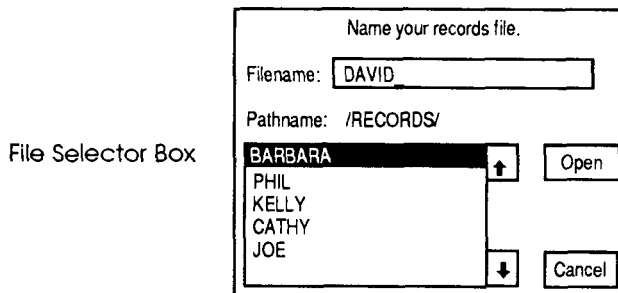 Name your records file.
Filename: DAVID_
Pathname: /RECORDS/
File Selector Box
BARBARA
PHIL
KELLY
CATHY
JOE
Open
Cancel